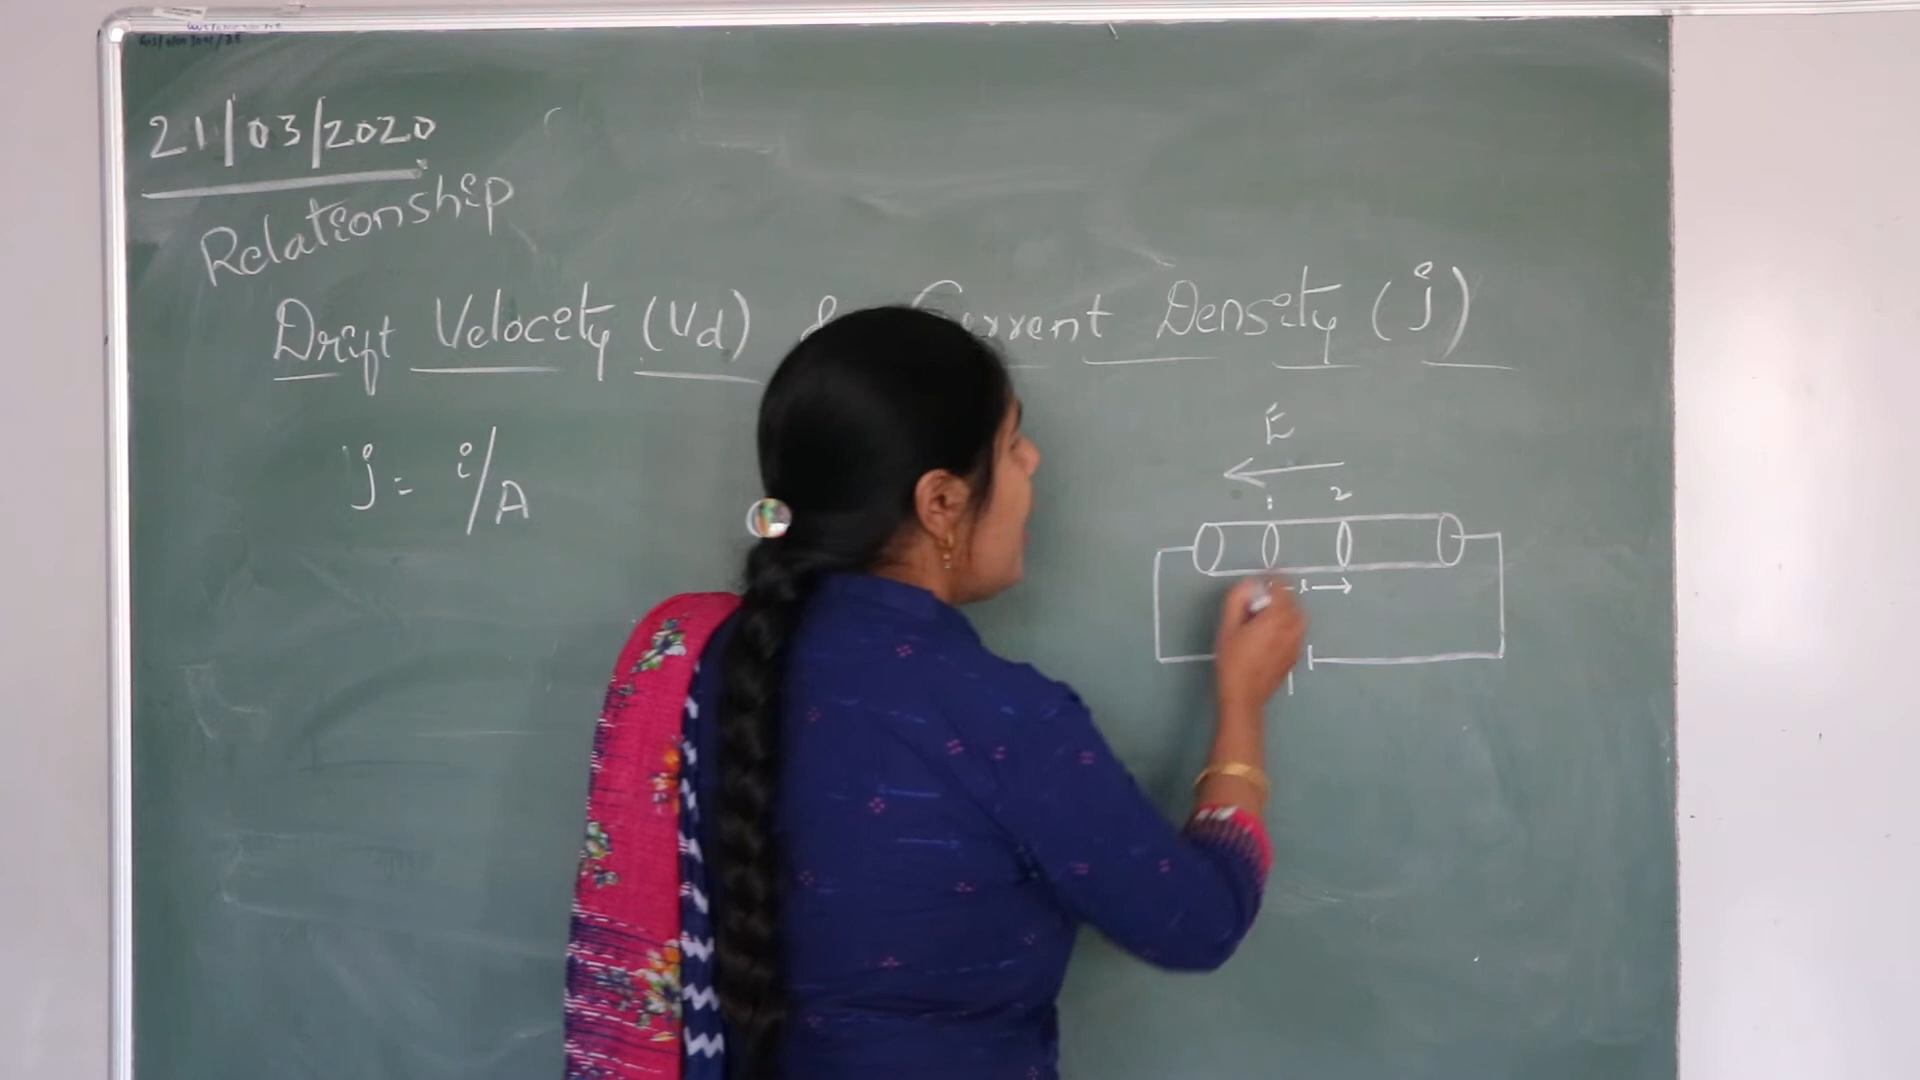 21/03/2020
Relationship
Drift Velocity (Vd) & Current Density (j)
j = i/A
E
1 2
l